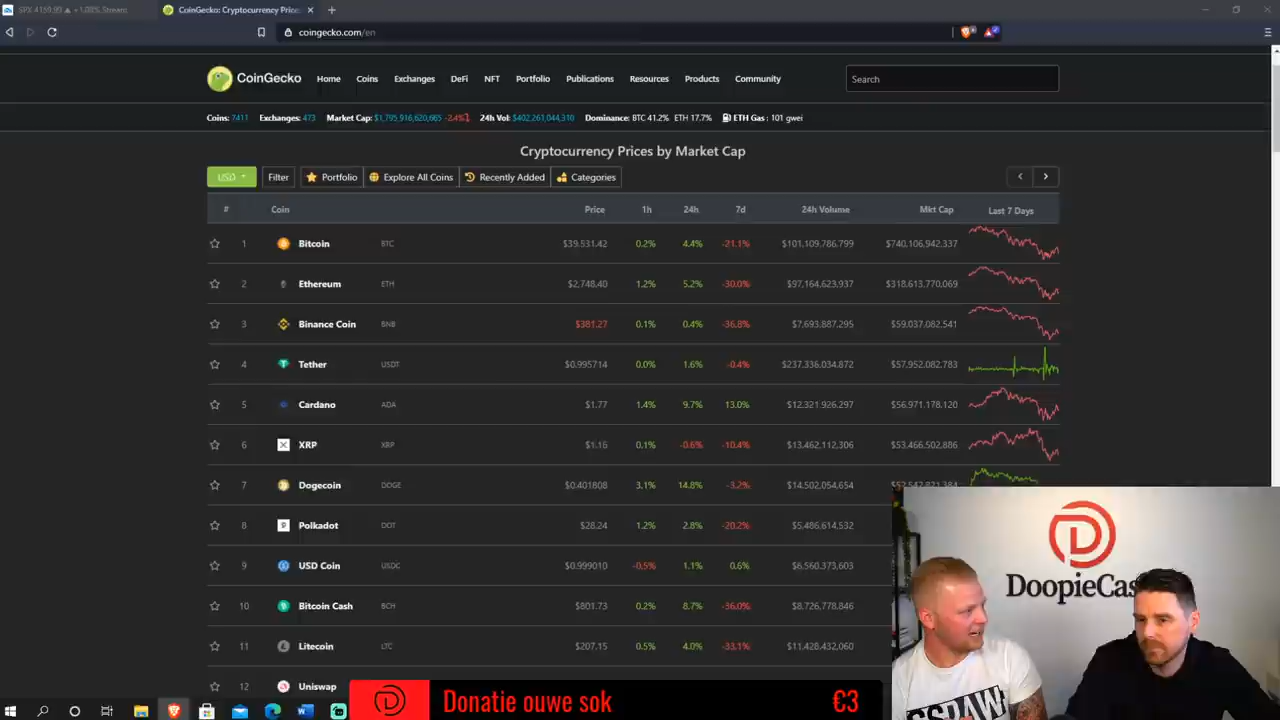 SPX 4159.93 ▲ +1.08% Stream
CoinGecko: Cryptocurrency Price
coingecko.com/en
CoinGecko Home Coins Exchanges DeFi NFT Portfolio Publications Resources Products Community Search
Coins: 7411 Exchanges: 473 Market Cap: $1,795,916,620,665 -2.4% 24h Vol: $402,261,044,310 Dominance: BTC 41.2% ETH 17.7% ETH Gas : 101 gwei
Cryptocurrency Prices by Market Cap
USD Filter Portfolio Explore All Coins Recently Added Categories
# Coin Price 1h 24h 7d 24h Volume Mkt Cap Last 7 Days
1 Bitcoin BTC $39,531.42 0.2% 4.4% -21.1% $101,109,786,799 $740,106,942,337
2 Ethereum ETH $2,748.40 1.2% 5.2% -30.0% $97,164,623,937 $318,613,770,069
3 Binance Coin BNB $381.27 0.1% 0.4% -36.8% $7,693,887,295 $59,037,082,541
4 Tether USDT $0.995714 0.0% 1.6% -0.4% $237,336,034,872 $57,952,082,783
5 Cardano ADA $1.77 1.4% 9.7% 13.0% $12,321,926,297 $56,971,178,120
6 XRP XRP $1.16 0.1% -0.6% -10.4% $13,462,112,306 $53,466,502,886
7 Dogecoin DOGE $0.401808 3.1% 14.8% -3.2% $14,502,054,654
8 Polkadot DOT $28.24 1.2% 2.8% -20.2% $5,486,614,532
9 USD Coin USDC $0.999010 -0.5% 1.1% 0.6% $6,560,373,603
10 Bitcoin Cash BCH $801.73 0.2% 8.7% -36.0% $8,726,778,846
11 Litecoin LTC $207.15 0.5% 4.0% -33.1% $11,428,432,060
12 Uniswap
DoopieCas
Donatie ouwe sok €3